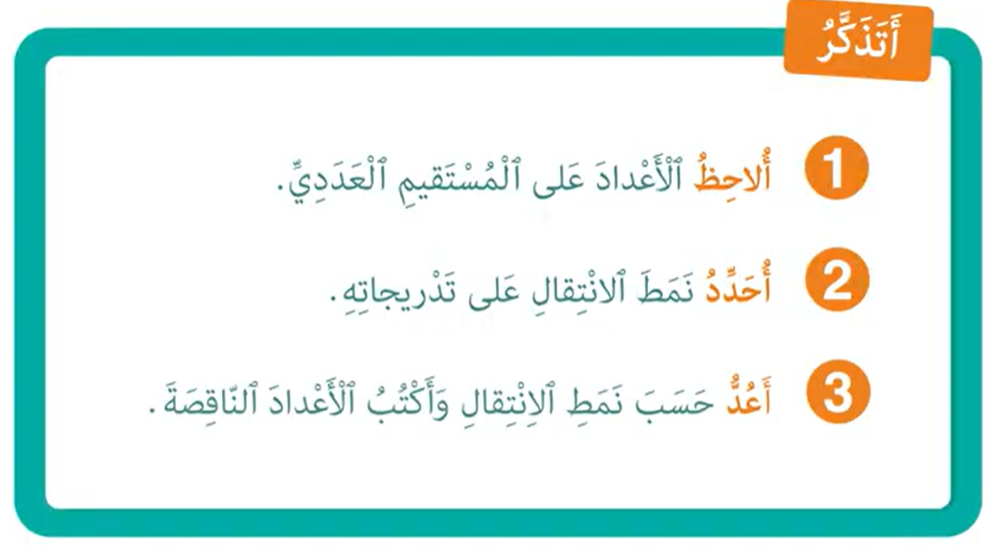 أَتَذَكَّرُ
1 أُلاحِظُ ٱلْأَعْدادَ عَلى ٱلْمُسْتَقيمِ ٱلْعَدَدِيِّ.
2 أُحَدِّدُ نَمَطَ ٱلانْتِقالِ عَلى تَدْريجاتِهِ.
3 أَعُدُّ حَسَبَ نَمَطِ ٱلاِنْتِقالِ وَأَكْتُبُ ٱلْأَعْدادَ ٱلنّاقِصَةَ.